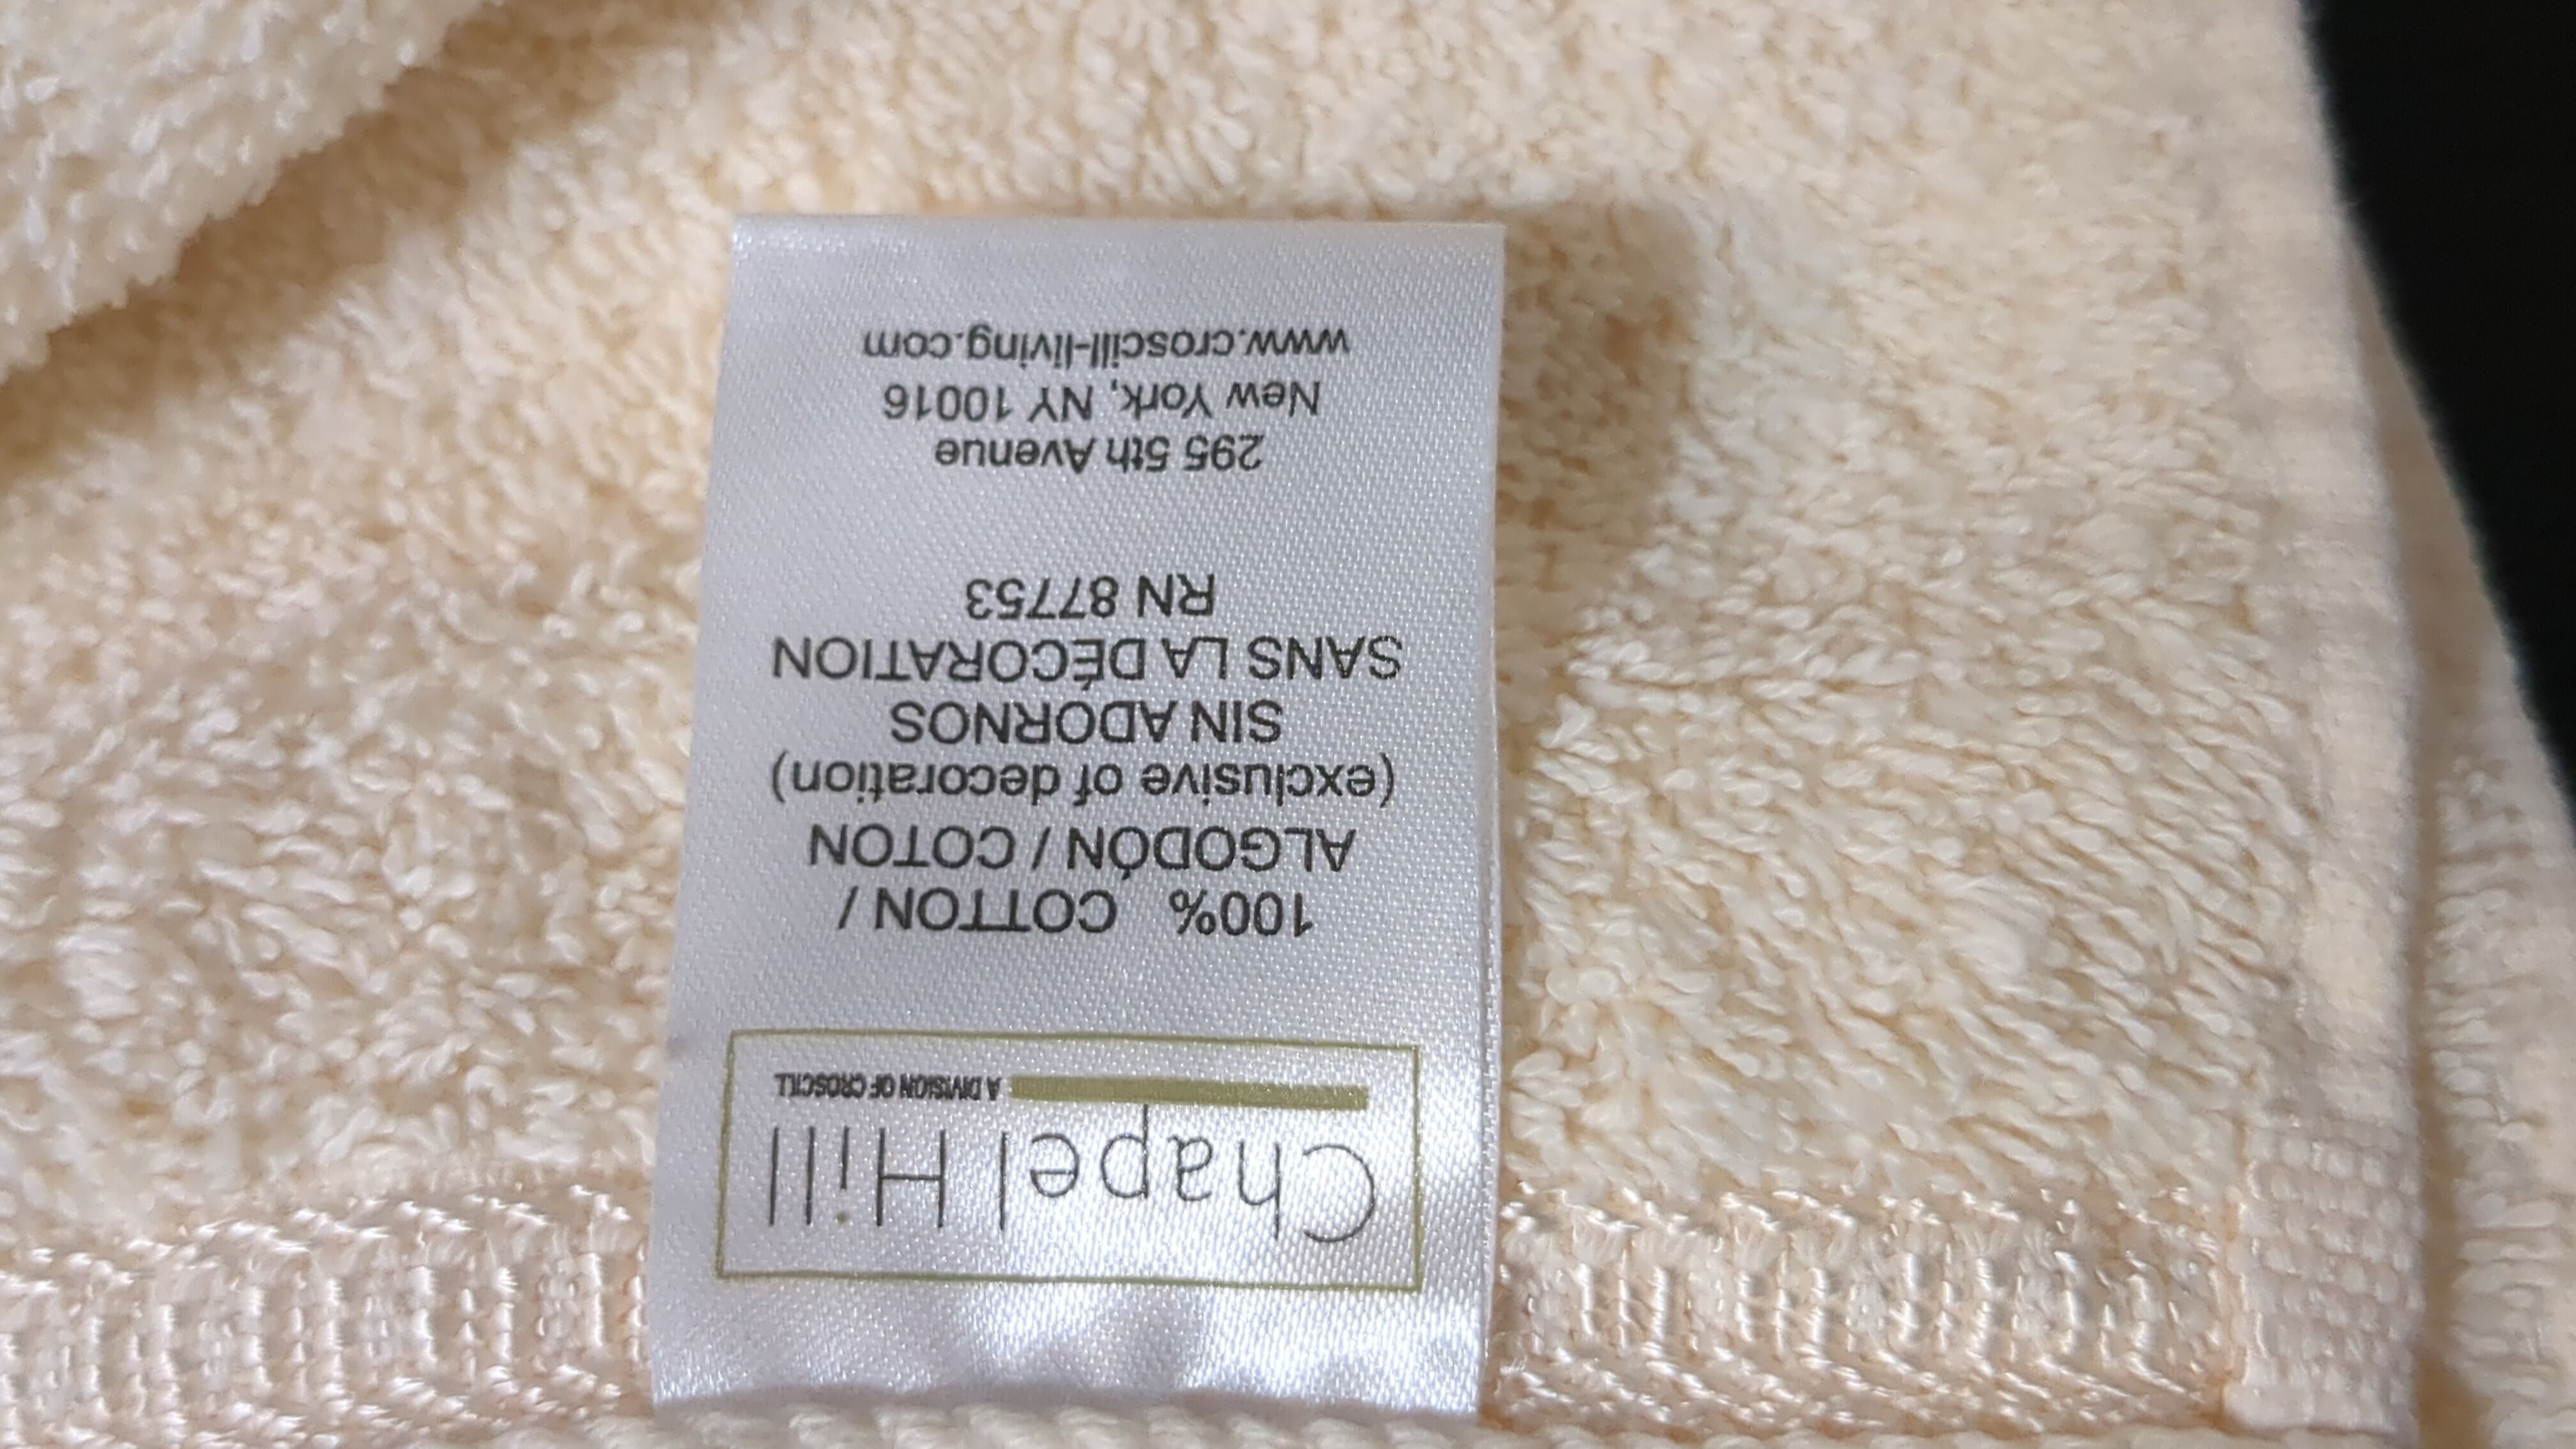 Chapel Hill
A DIVISION OF CROSCILL
100% COTTON /
ALGODÓN / COTON
(exclusive of decoration)
SIN ADORNOS
SANS LA DÉCORATION
RN 87753
295 5th Avenue
New York, NY 10016
www.croscill-living.com